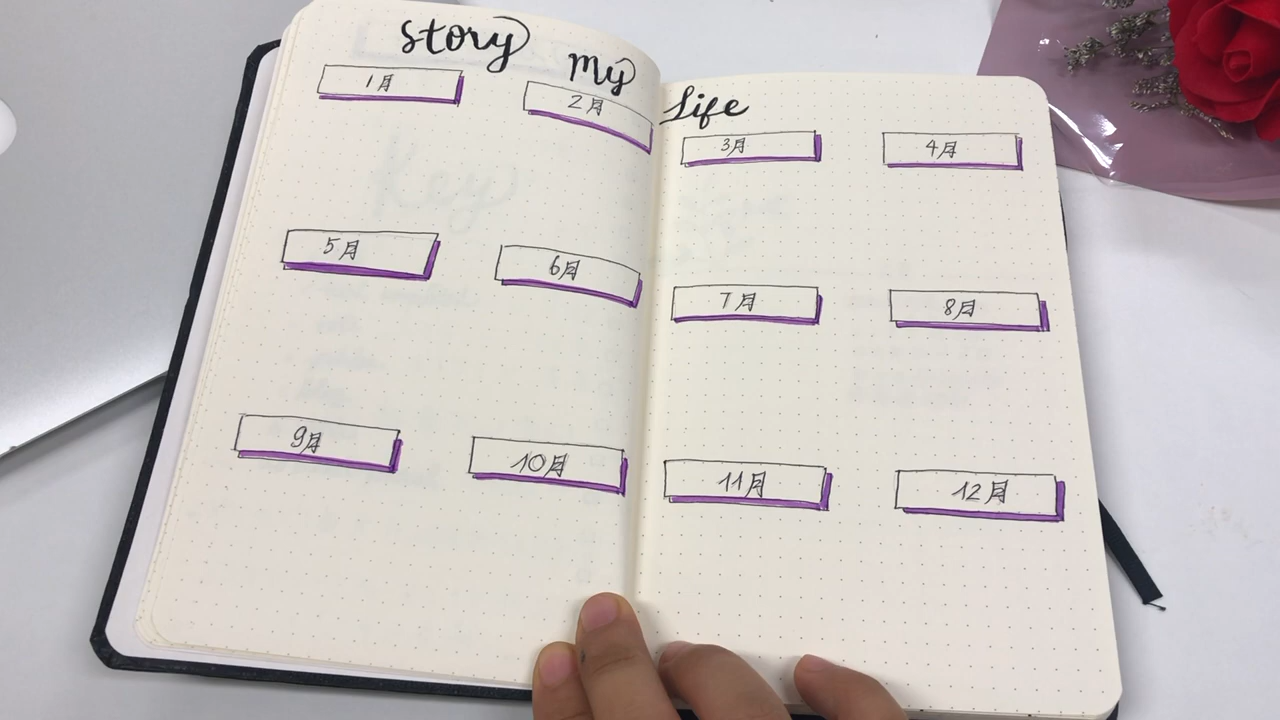 story My Life
1月 2月 3月 4月
5月 6月 7月 8月
9月 10月 11月 12月
Key